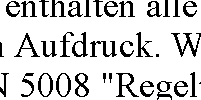 enthalten alle
Aufdruck. W
5008 "Regel